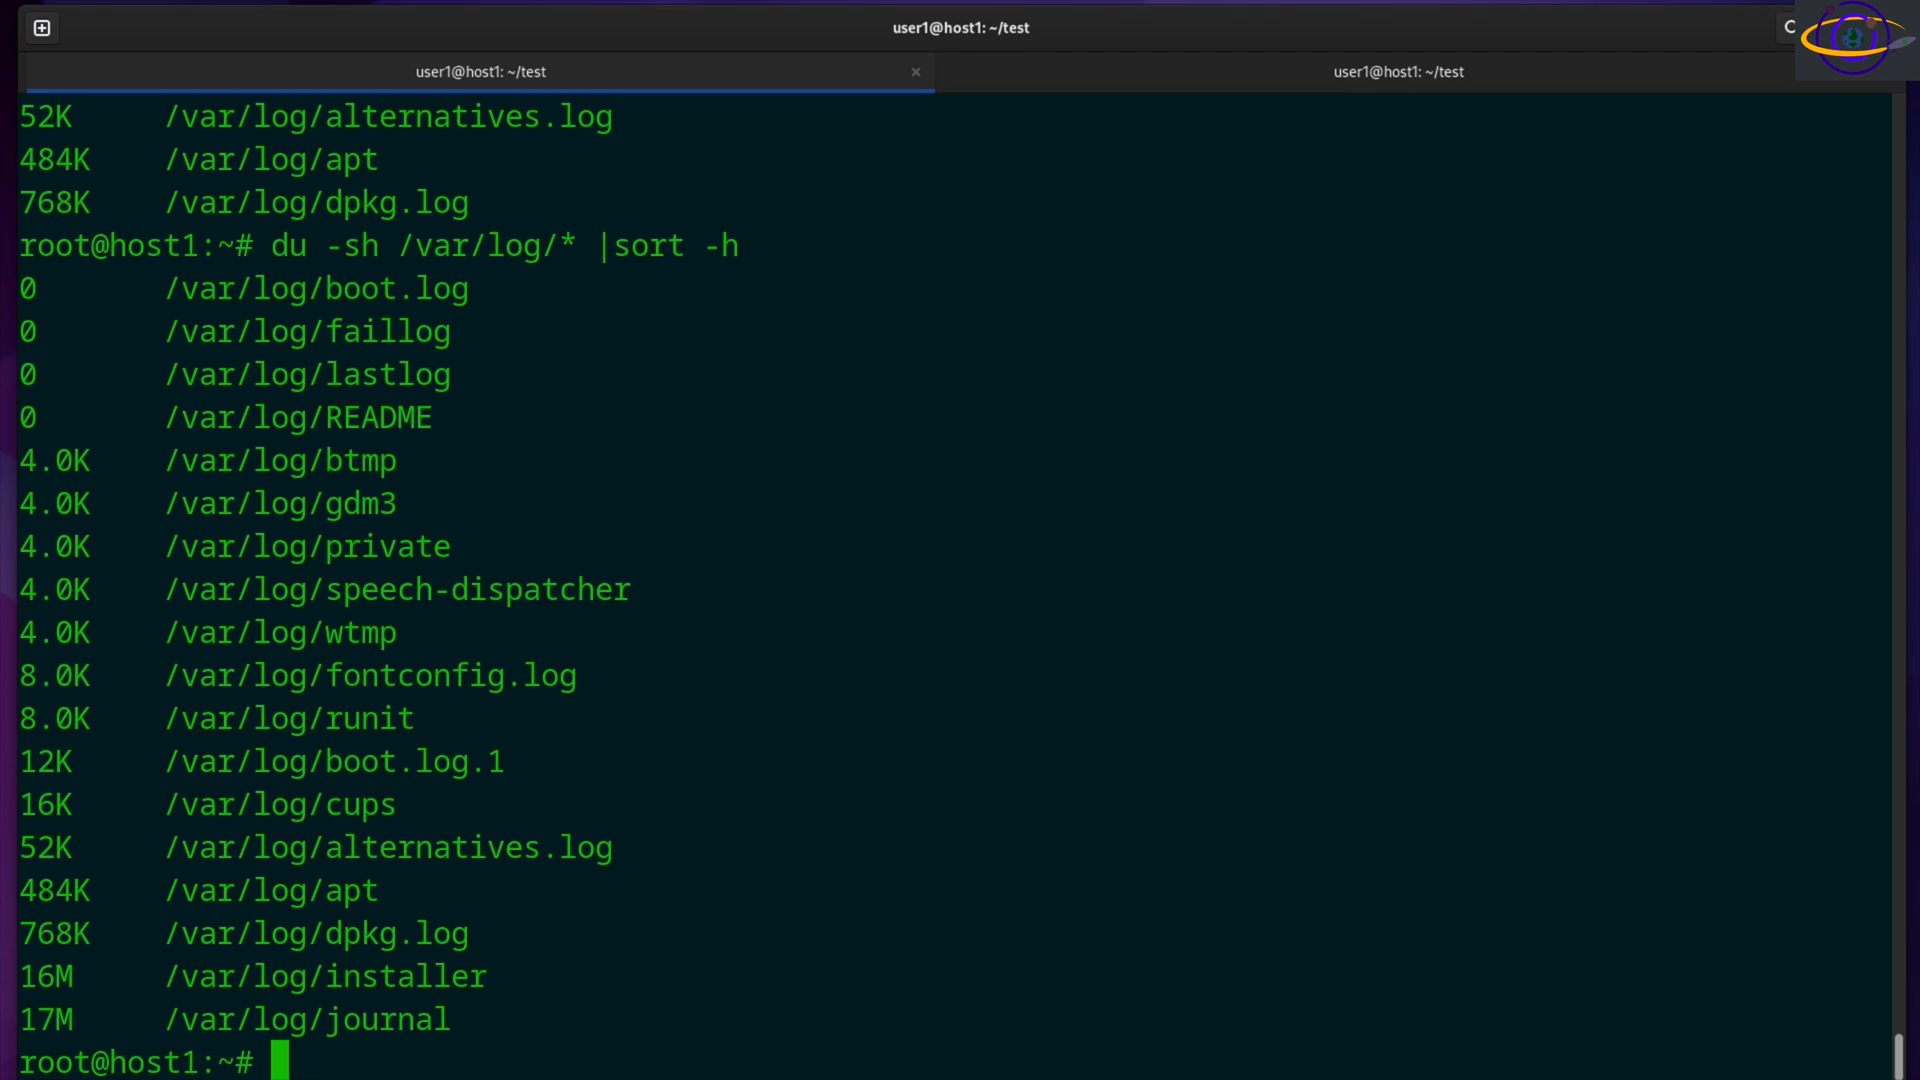 user1@host1: ~/test
user1@host1: ~/test
user1@host1: ~/test
52K /var/log/alternatives.log
484K /var/log/apt
768K /var/log/dpkg.log
root@host1:~# du -sh /var/log/* |sort -h
0 /var/log/boot.log
0 /var/log/faillog
0 /var/log/lastlog
0 /var/log/README
4.0K /var/log/btmp
4.0K /var/log/gdm3
4.0K /var/log/private
4.0K /var/log/speech-dispatcher
4.0K /var/log/wtmp
8.0K /var/log/fontconfig.log
8.0K /var/log/runit
12K /var/log/boot.log.1
16K /var/log/cups
52K /var/log/alternatives.log
484K /var/log/apt
768K /var/log/dpkg.log
16M /var/log/installer
17M /var/log/journal
root@host1:~#